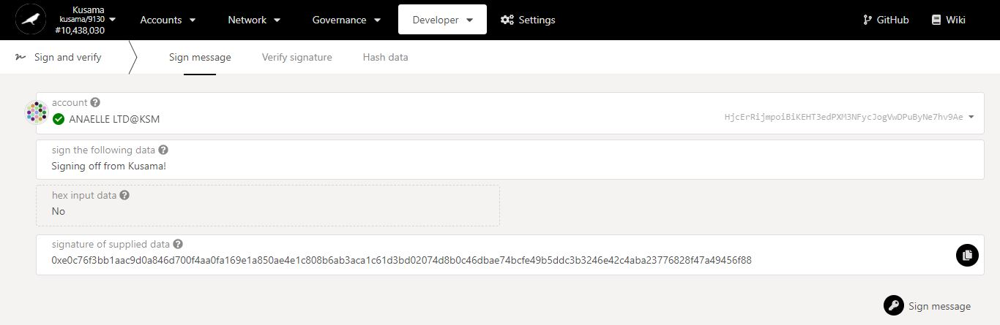 Kusama
kusama/9130
#10,438,030
Accounts
Network
Governance
Developer
Settings
GitHub
Wiki
Sign and verify
Sign message
Verify signature
Hash data
account
ANAELLE LTD@KSM
HjcErRijmpoiBiKEHT3edPXM3NFycJogVwDPuByNe7hv9Ae
sign the following data
Signing off from Kusama!
hex input data
No
signature of supplied data
0xe0c76f3bb1aac9d0a846d700f4aa0fa169e1a850ae4e1c808b6ab3aca1c61d3bd02074d8b0c46dbae74bcfe49b5ddc3b3246e42c4aba23776828f47a49456f88
Sign message